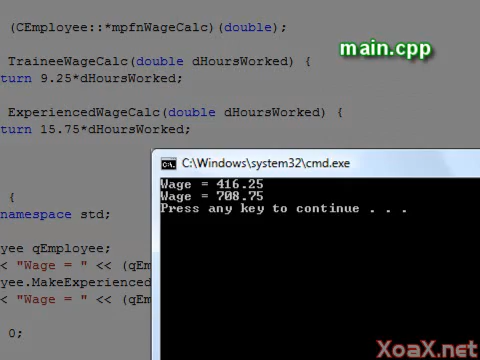 (CEmployee::*mpfnWageCalc)(double);
main.cpp
TraineeWageCalc(double dHoursWorked) {
turn 9.25*dHoursWorked;
ExperiencedWageCalc(double dHoursWorked) {
turn 15.75*dHoursWorked;
C:\Windows\system32\cmd.exe
Wage = 416.25
Wage = 708.75
Press any key to continue . . .
{
namespace std;
yee qEmployee;
< "Wage = " << (qEm
yee.MakeExperienced
< "Wage = " << (qEm
0;
XoaX.net